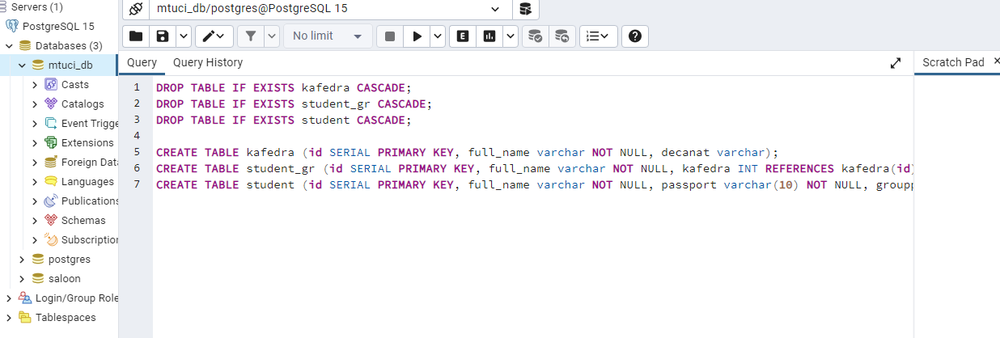 Servers (1)
PostgreSQL 15
Databases (3)
mtuci_db
Casts
Catalogs
Event Trigge
Extensions
Foreign Dat
Languages
Publications
Schemas
Subscription
postgres
saloon
Login/Group Role
Tablespaces
mtuci_db/postgres@PostgreSQL 15
No limit
E
Query
Query History
Scratch Pad
1 DROP TABLE IF EXISTS kafedra CASCADE;
2 DROP TABLE IF EXISTS student_gr CASCADE;
3 DROP TABLE IF EXISTS student CASCADE;
4
5 CREATE TABLE kafedra (id SERIAL PRIMARY KEY, full_name varchar NOT NULL, decanat varchar);
6 CREATE TABLE student_gr (id SERIAL PRIMARY KEY, full_name varchar NOT NULL, kafedra INT REFERENCES kafedra(id)
7 CREATE TABLE student (id SERIAL PRIMARY KEY, full_name varchar NOT NULL, passport varchar(10) NOT NULL, groupp